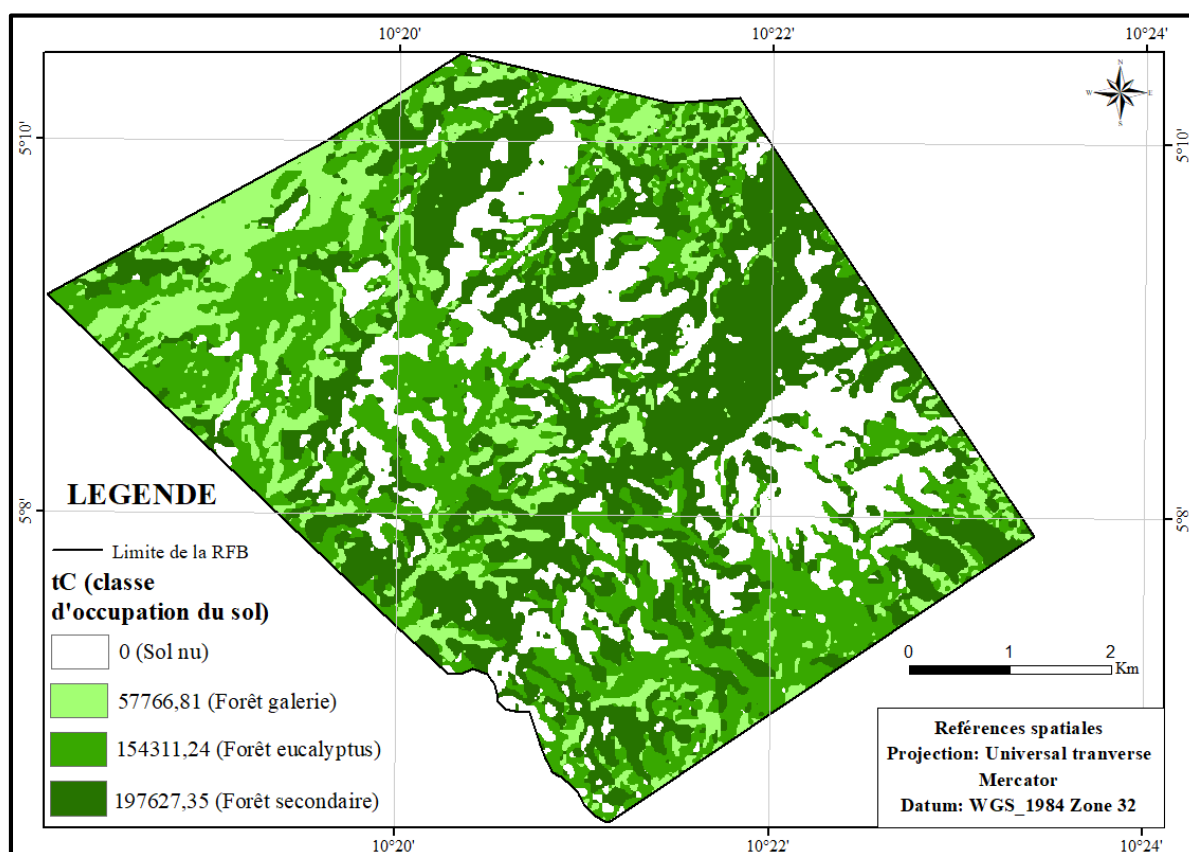 10°20' 10°22' 10°24'
N
W E
S
5°10' 5°10'
LEGENDE
5°8' 5°8'
Limite de la RFB
tC (classe
d'occupation du sol)
0 (Sol nu)
57766,81 (Forêt galerie)
154311,24 (Forêt eucalyptus)
197627,35 (Forêt secondaire)
0 1 2
Km
Reférences spatiales
Projection: Universal tranverse
Mercator
Datum: WGS_1984 Zone 32
10°20' 10°22' 10°24'